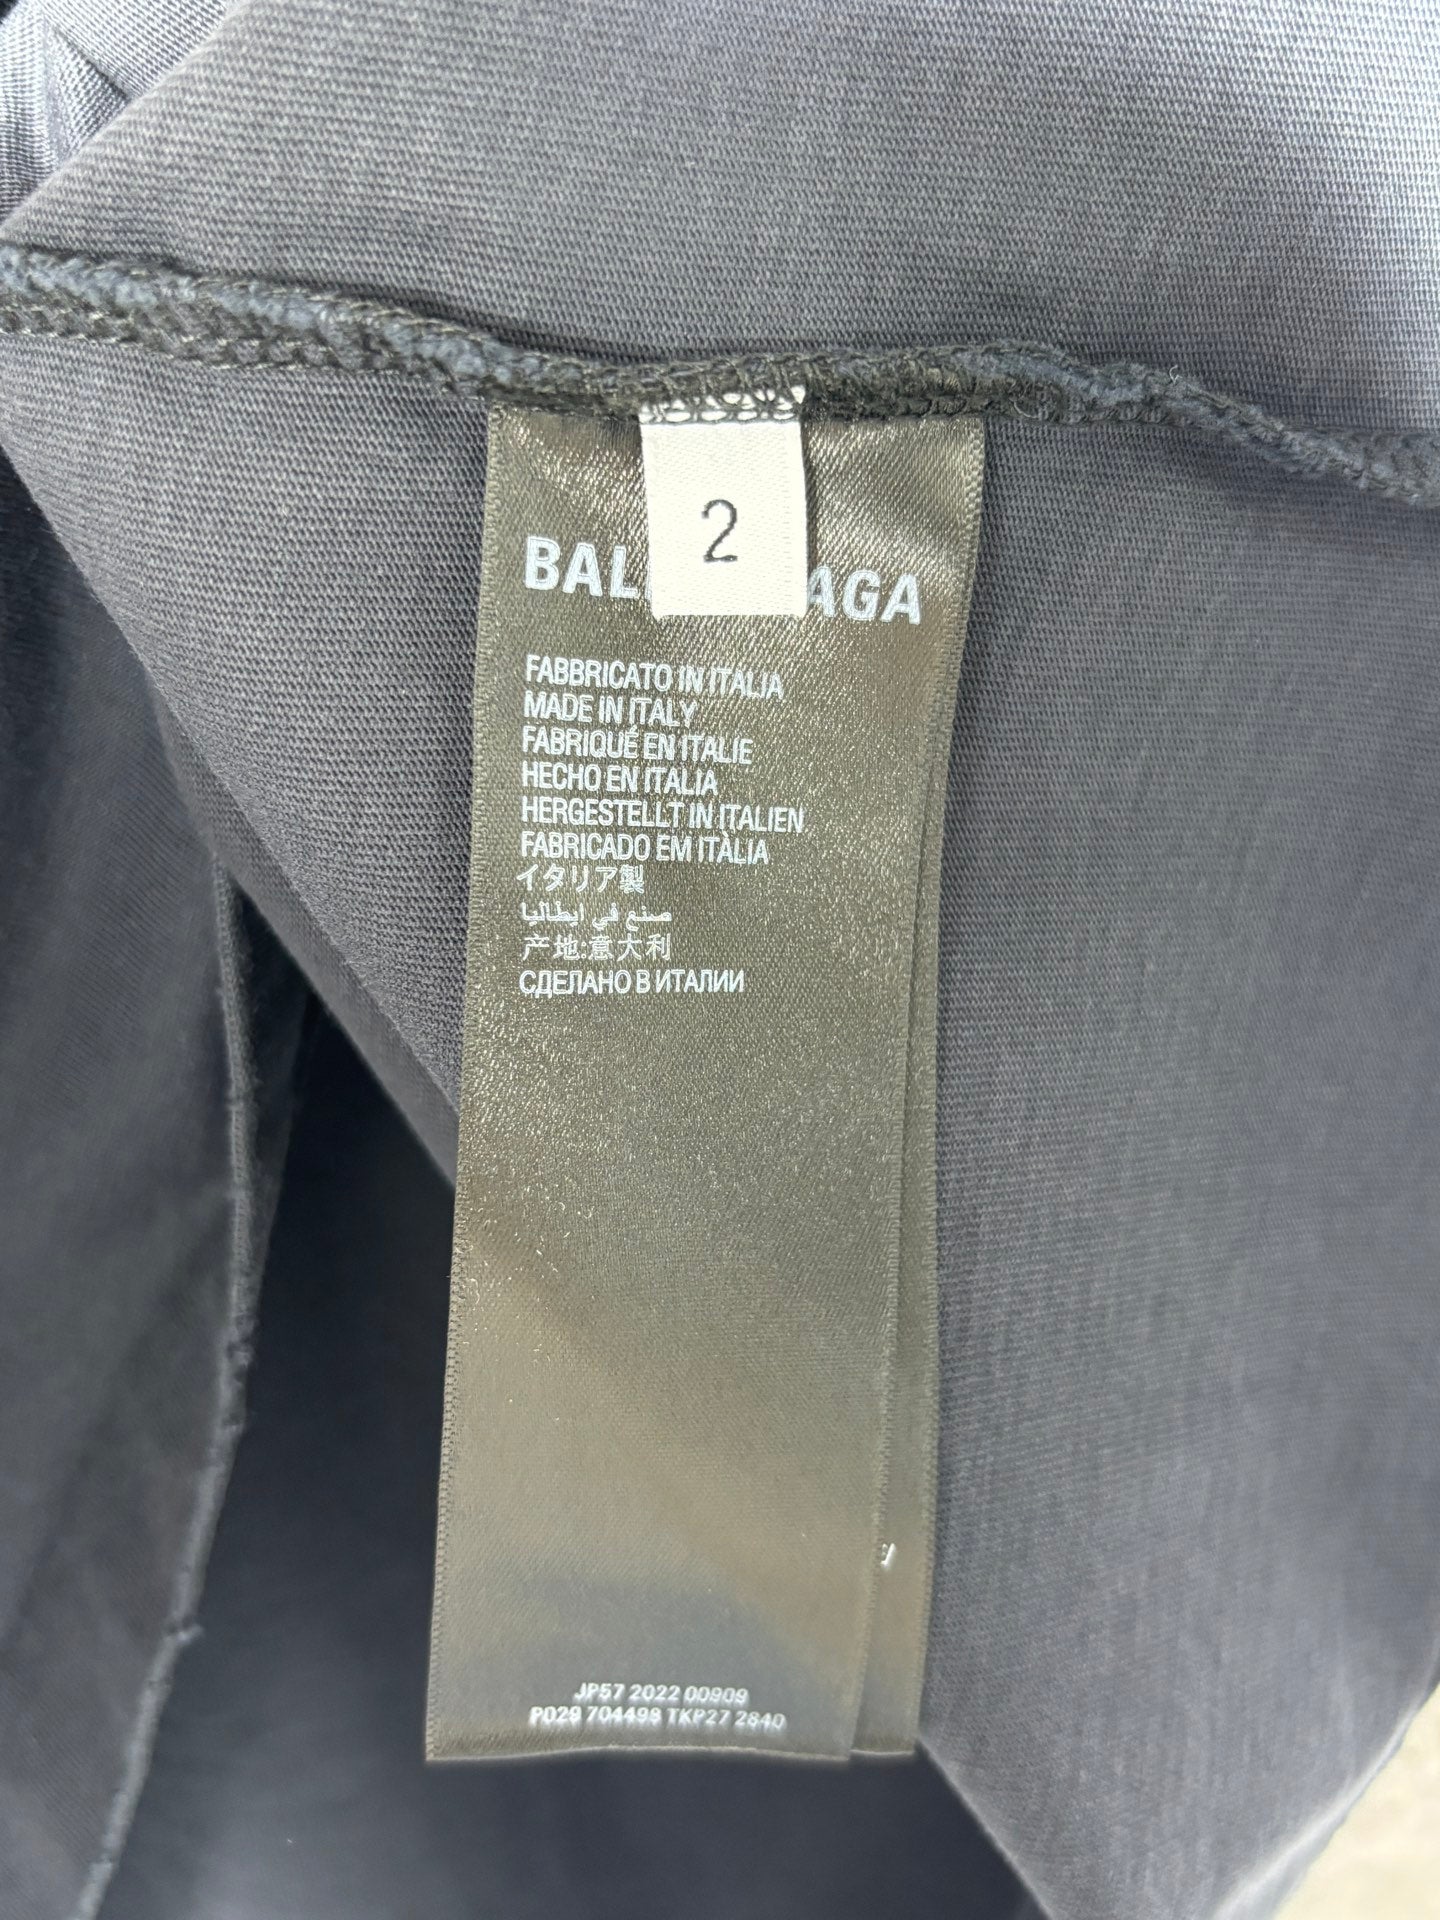 2
BAL AGA
FABBRICATO IN ITALIA
MADE IN ITALY
FABRIQUÉ EN ITALIE
HECHO EN ITALIA
HERGESTELLT IN ITALIEN
FABRICADO EM ITÀLIA
イタリア製
صنع في ايطاليا
产地:意大利
СДЕЛАНО В ИТАЛИИ
JP57 2022 00909
P029 704498 TKP27 2840